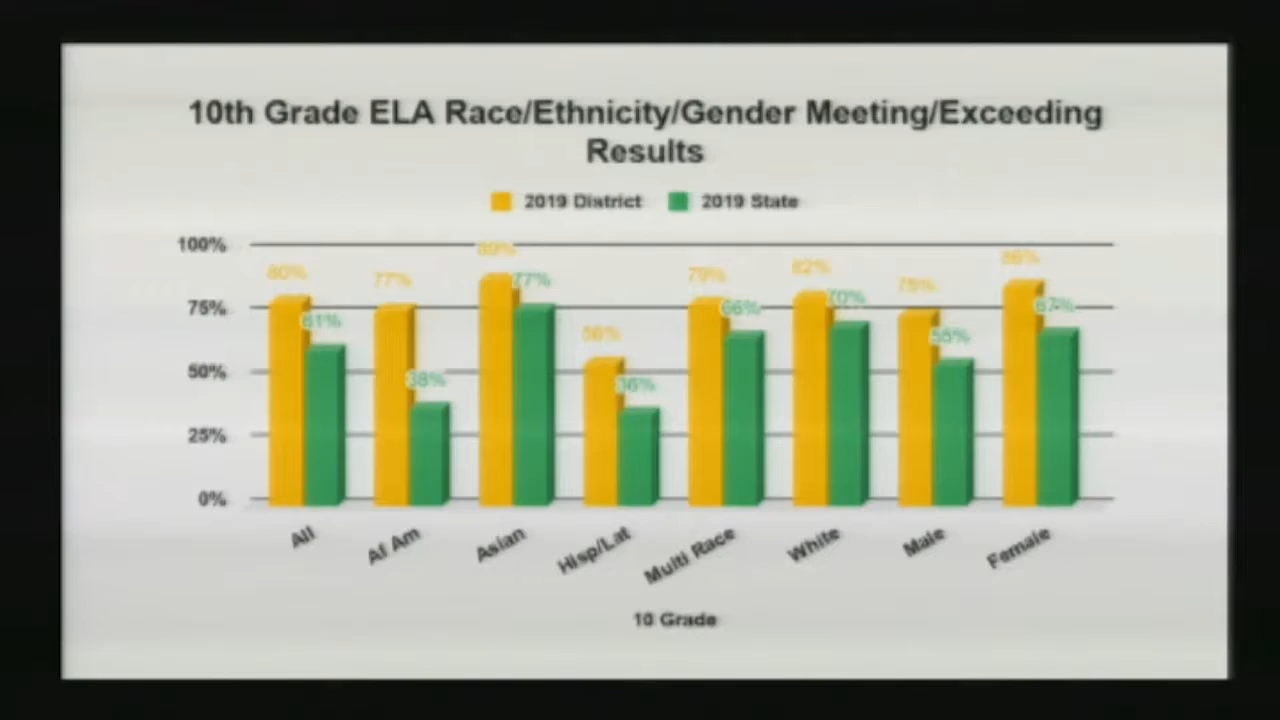 10th Grade ELA Race/Ethnicity/Gender Meeting/Exceeding
Results
2019 District
2019 State
100%
75%
50%
25%
0%
80%
61%
77%
38%
89%
77%
56%
36%
79%
66%
82%
70%
75%
55%
86%
67%
All
Af Am
Asian
Hisp/Lat
Multi Race
White
Male
Female
10 Grade